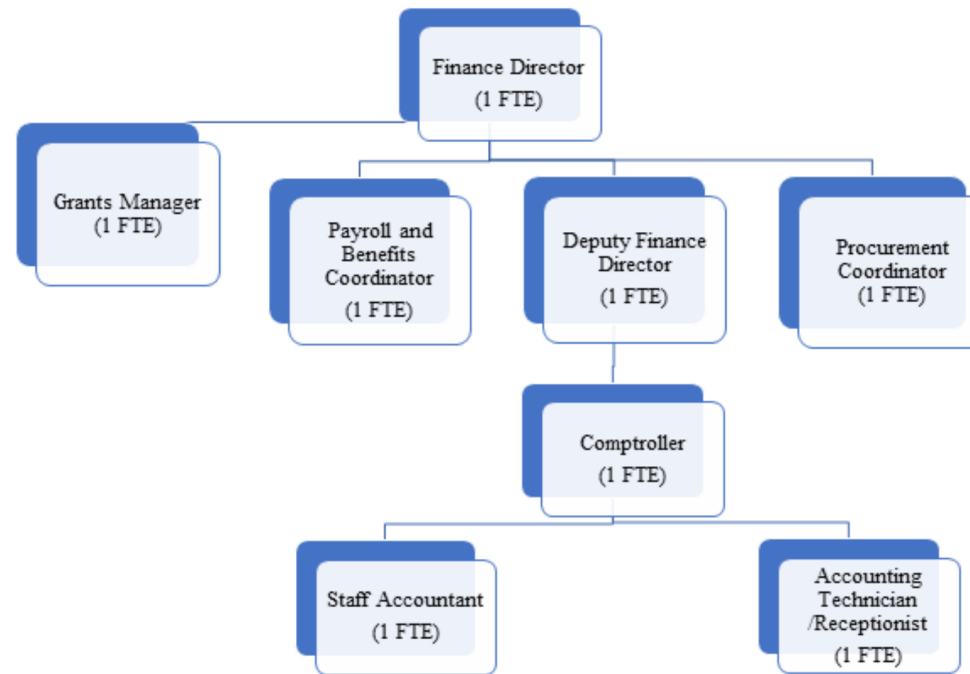 Finance Director
(1 FTE)
Grants Manager
(1 FTE)
Payroll and
Benefits
Coordinator
(1 FTE)
Deputy Finance
Director
(1 FTE)
Procurement
Coordinator
(1 FTE)
Comptroller
(1 FTE)
Staff Accountant
(1 FTE)
Accounting
Technician
/Receptionist
(1 FTE)